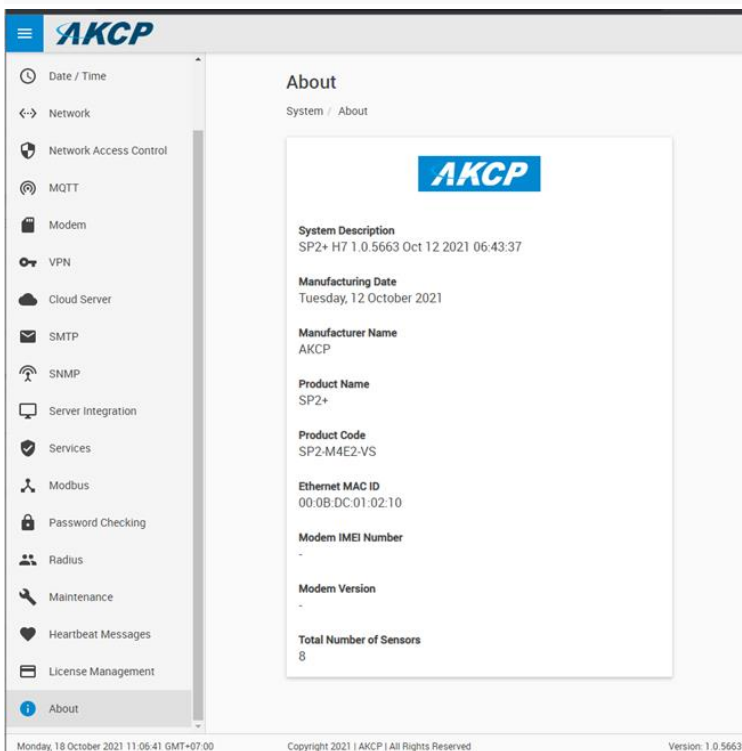 AKCP
Date / Time
Network
Network Access Control
MQTT
Modem
VPN
Cloud Server
SMTP
SNMP
Server Integration
Services
Modbus
Password Checking
Radius
Maintenance
Heartbeat Messages
License Management
About
About
System / About
AKCP
System Description
SP2+ H7 1.0.5663 Oct 12 2021 06:43:37
Manufacturing Date
Tuesday, 12 October 2021
Manufacturer Name
AKCP
Product Name
SP2+
Product Code
SP2-M4E2-VS
Ethernet MAC ID
00:0B:DC:01:02:10
Modem IMEI Number
-
Modem Version
-
Total Number of Sensors
8
Monday, 18 October 2021 11:06:41 GMT+07:00
Copyright 2021 | AKCP | All Rights Reserved
Version: 1.0.5663